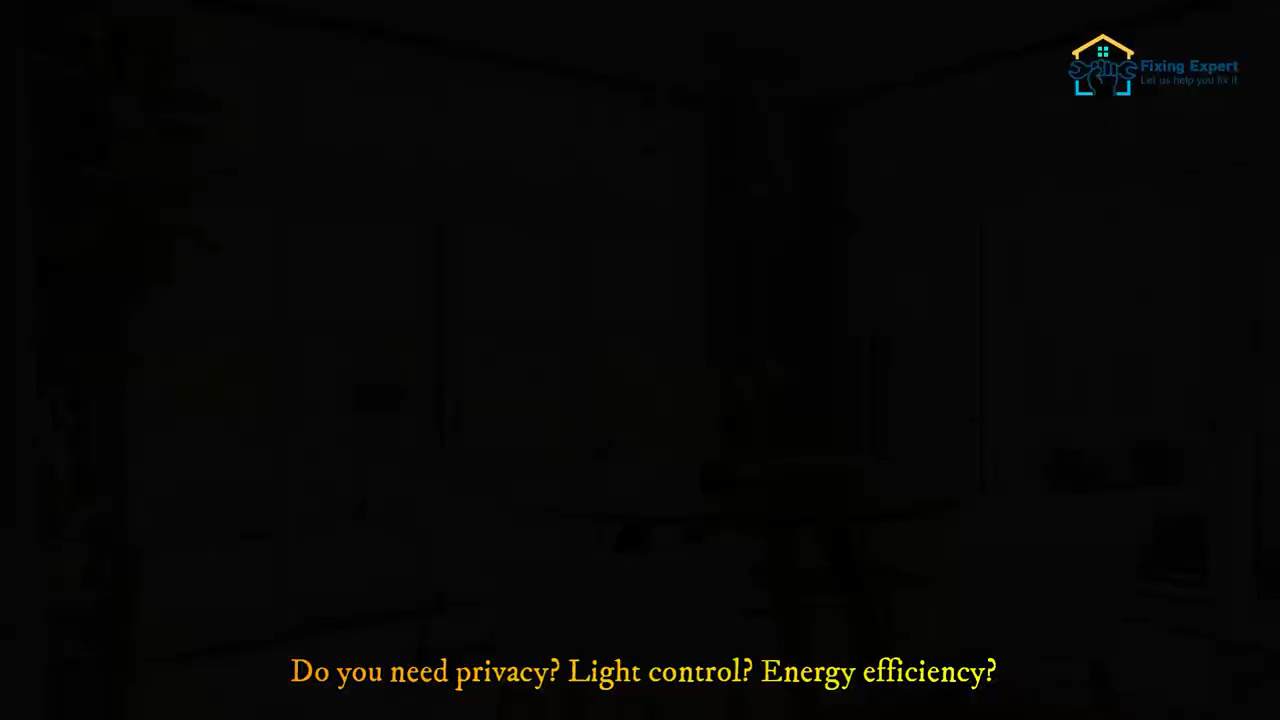 Fixing Expert
Let us help you fix it
Do you need privacy? Light control? Energy efficiency?